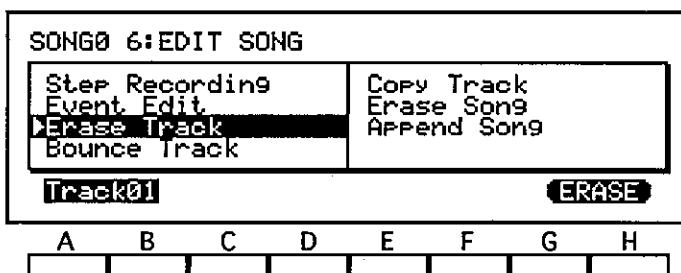 SONG0 6:EDIT SONG
Step Recording
Event Edit
Erase Track
Bounce Track
Copy Track
Erase Song
Append Song
Track01 ERASE
A B C D E F G H